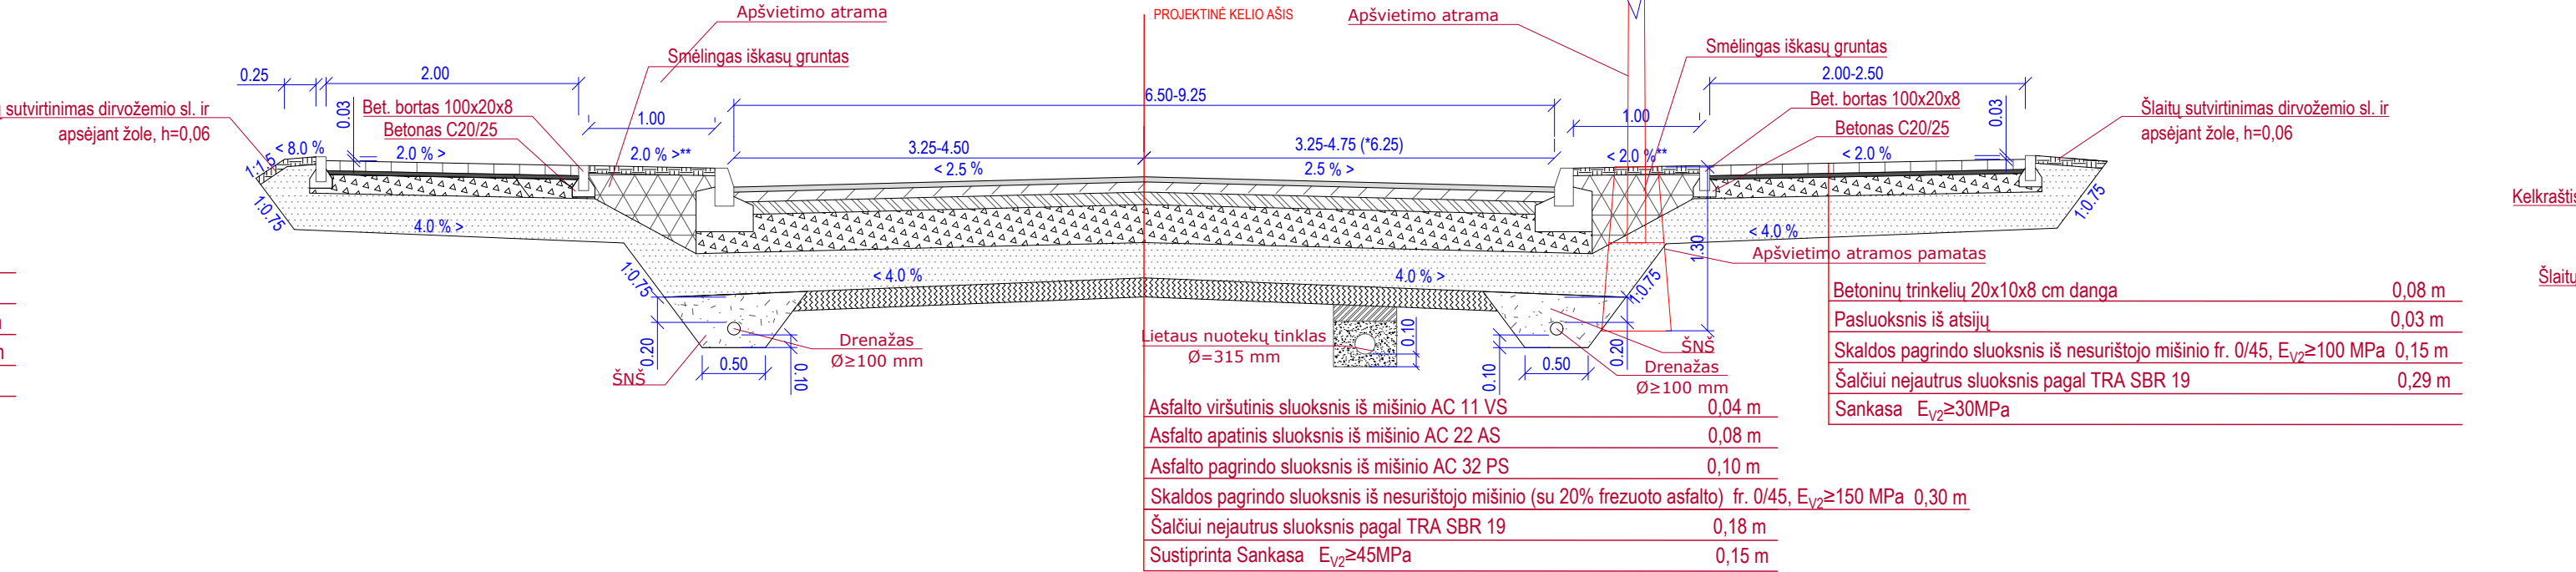 Apšvietimo atrama
PROJEKTINĖ KELIO AŠIS
Apšvietimo atrama
Smėlingas iškasų gruntas
Smėlingas iškasų gruntas
0.25
2.00
2.00-2.50
6.50-9.25
sutvirtinimas dirvožemio sl. ir
apsėjant žole, h=0,06
0.03
Bet. bortas 100x20x8
Betonas C20/25
1.00
1.00
Bet. bortas 100x20x8
Betonas C20/25
0.03
Šlaitų sutvirtinimas dirvožemio sl. ir
apsėjant žole, h=0,06
3.25-4.50
3.25-4.75 (*6.25)
1:1.5
< 8.0 %
2.0 % >
2.0 % >**
< 2.5 %
2.5 % >
< 2.0 %**
< 2.0 %
1:0.75
4.0 % >
< 4.0 %
1:0.75
Kelkraštis
1:0.75
< 4.0 %
4.0 % >
1:0.75
1.30
Apšvietimo atramos pamatas
Šlaitų
0.20
0.50
0.10
ŠNŠ
Drenažas
Ø≥100 mm
Lietaus nuotekų tinklas
Ø=315 mm
0.10
0.10
0.50
0.20
ŠNŠ
Drenažas
Ø≥100 mm
Betoninų trinkelių 20x10x8 cm danga 0,08 m
Pasluoksnis iš atsijų 0,03 m
Skaldos pagrindo sluoksnis iš nesurištojo mišinio fr. 0/45, EV2≥100 MPa 0,15 m
Šalčiui nejautrus sluoksnis pagal TRA SBR 19 0,29 m
Sankasa EV2≥30MPa
Asfalto viršutinis sluoksnis iš mišinio AC 11 VS 0,04 m
Asfalto apatinis sluoksnis iš mišinio AC 22 AS 0,08 m
Asfalto pagrindo sluoksnis iš mišinio AC 32 PS 0,10 m
Skaldos pagrindo sluoksnis iš nesurištojo mišinio (su 20% frezuoto asfalto) fr. 0/45, EV2≥150 MPa 0,30 m
Šalčiui nejautrus sluoksnis pagal TRA SBR 19 0,18 m
Sustiprinta Sankasa EV2≥45MPa 0,15 m